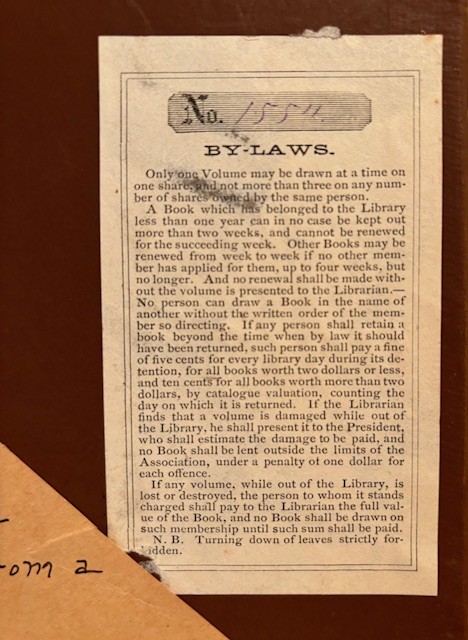 No. 1554
BY-LAWS.
Only one Volume may be drawn at a time on
one share, and not more than three on any num-
ber of shares owned by the same person.
A Book which has belonged to the Library
less than one year can in no case be kept out
more than two weeks, and cannot be renewed
for the succeeding week. Other Books may be
renewed from week to week if no other mem-
ber has applied for them, up to four weeks, but
no longer. And no renewal shall be made with-
out the volume is presented to the Librarian.—
No person can draw a Book in the name of
another without the written order of the mem-
ber so directing. If any person shall retain a
book beyond the time when by law it should
have been returned, such person shall pay a fine
of five cents for every library day during its de-
tention, for all books worth two dollars or less,
and ten cents for all books worth more than two
dollars, by catalogue valuation, counting the
day on which it is returned. If the Librarian
finds that a volume is damaged while out of
the Library, he shall present it to the President,
who shall estimate the damage to be paid, and
no Book shall be lent outside the limits of the
Association, under a penalty of one dollar for
each offence.
If any volume, while out of the Library, is
lost or destroyed, the person to whom it stands
charged shall pay to the Librarian the full val-
ue of the Book, and no Book shall be drawn on
such membership until such sum shall be paid.
N. B. Turning down of leaves strictly for-
bidden.
om a